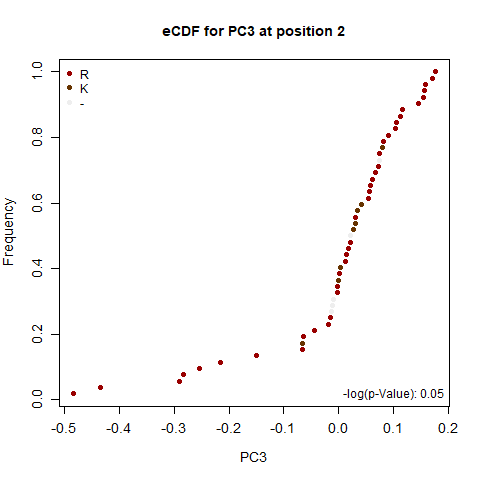 eCDF for PC3 at position 2
R
K
-
Frequency
1.0
0.8
0.6
0.4
0.2
0.0
-log(p-Value): 0.05
-0.5 -0.4 -0.3 -0.2 -0.1 0.0 0.1 0.2
PC3